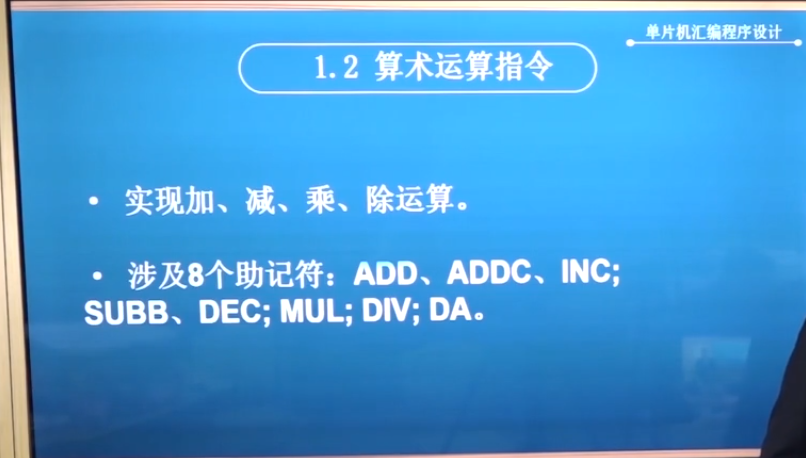 单片机汇编程序设计
1.2 算术运算指令
• 实现加、减、乘、除运算。
• 涉及8个助记符：ADD、ADDC、INC;
SUBB、DEC; MUL; DIV; DA。